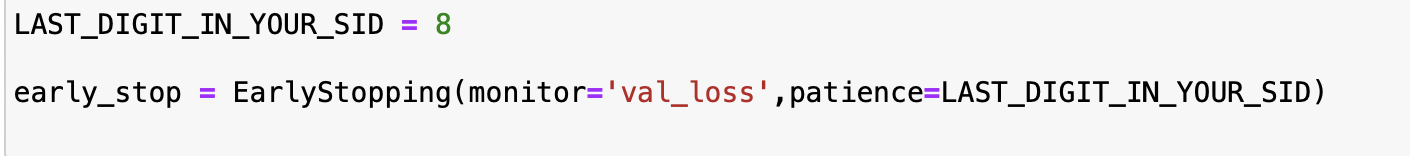 LAST_DIGIT_IN_YOUR_SID = 8
early_stop = EarlyStopping(monitor='val_loss',patience=LAST_DIGIT_IN_YOUR_SID)